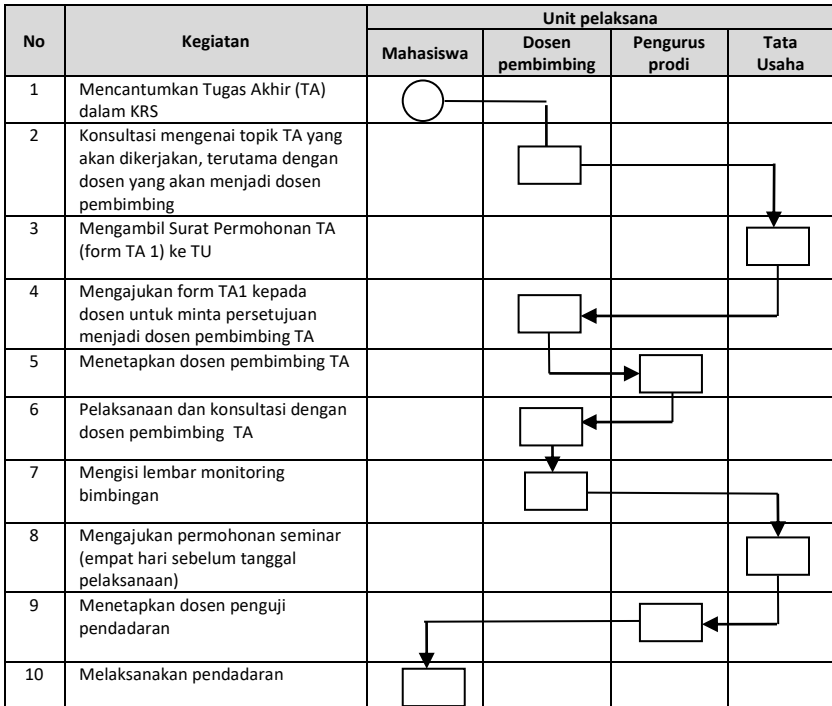 No
Kegiatan
Unit pelaksana
Mahasiswa
Dosen
pembimbing
Pengurus
prodi
Tata
Usaha
1
Mencantumkan Tugas Akhir (TA)
dalam KRS
2
Konsultasi mengenai topik TA yang
akan dikerjakan, terutama dengan
dosen yang akan menjadi dosen
pembimbing
3
Mengambil Surat Permohonan TA
(form TA 1) ke TU
4
Mengajukan form TA1 kepada
dosen untuk minta persetujuan
menjadi dosen pembimbing TA
5
Menetapkan dosen pembimbing TA
6
Pelaksanaan dan konsultasi dengan
dosen pembimbing TA
7
Mengisi lembar monitoring
bimbingan
8
Mengajukan permohonan seminar
(empat hari sebelum tanggal
pelaksanaan)
9
Menetapkan dosen penguji
pendadaran
10
Melaksanakan pendadaran